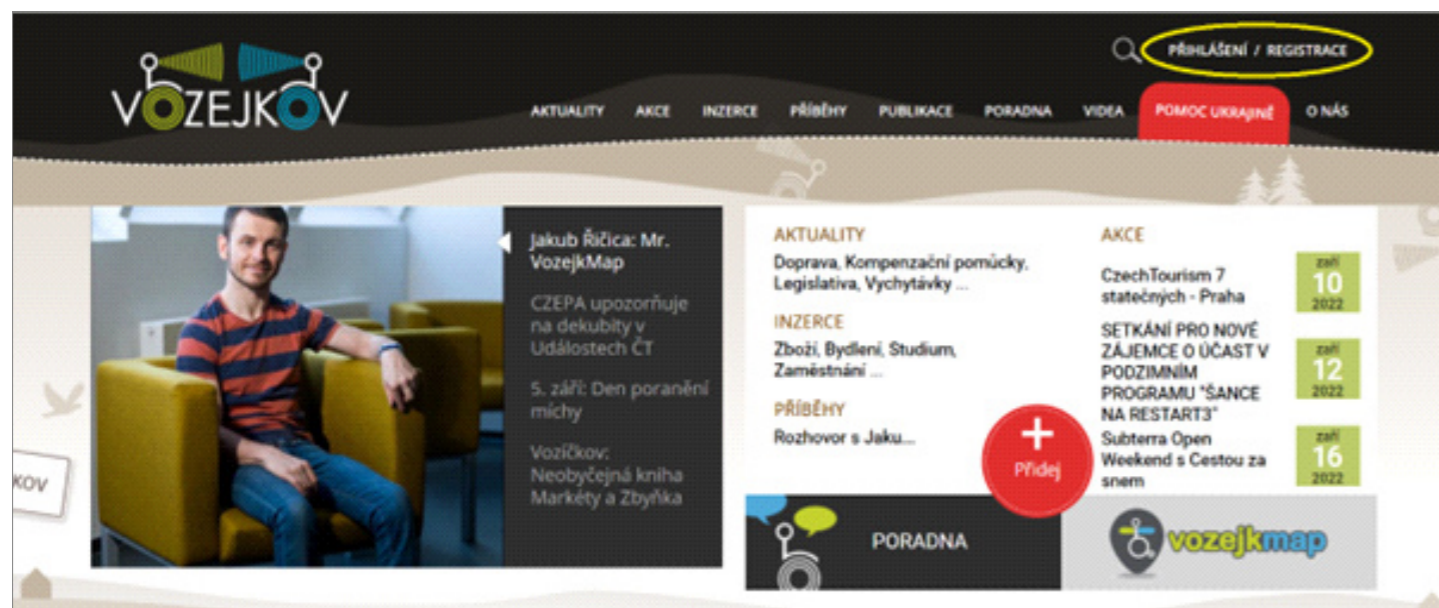 PŘIHLÁŠENÍ / REGISTRACE
VOZEJKOV
AKTUALITY AKCE INZERCE PŘÍBĚHY PUBLIKACE PORADNA VIDEA POMOC UKRAJINĚ O NÁS
Jakub Řičica: Mr.
VozejkMap
CZEPA upozorňuje
na dekubity v
Událostech ČT
5. září: Den poranění
míchy
Vozíčkov:
Neobyčejná kniha
Markéty a Zbyňka
AKTUALITY
Doprava, Kompenzační pomůcky,
Legislativa, Vychytávky ...
INZERCE
Zboží, Bydlení, Studium,
Zaměstnání ...
PŘÍBĚHY
Rozhovor s Jaku...
+
Přidej
AKCE
CzechTourism 7
statečných - Praha
září
10
2022
SETKÁNÍ PRO NOVÉ
ZÁJEMCE O ÚČAST V
PODZIMNÍM
PROGRAMU "ŠANCE
NA RESTART3"
září
12
2022
Subterra Open
Weekend s Cestou za
snem
září
16
2022
KOV
PORADNA
vozejkmap